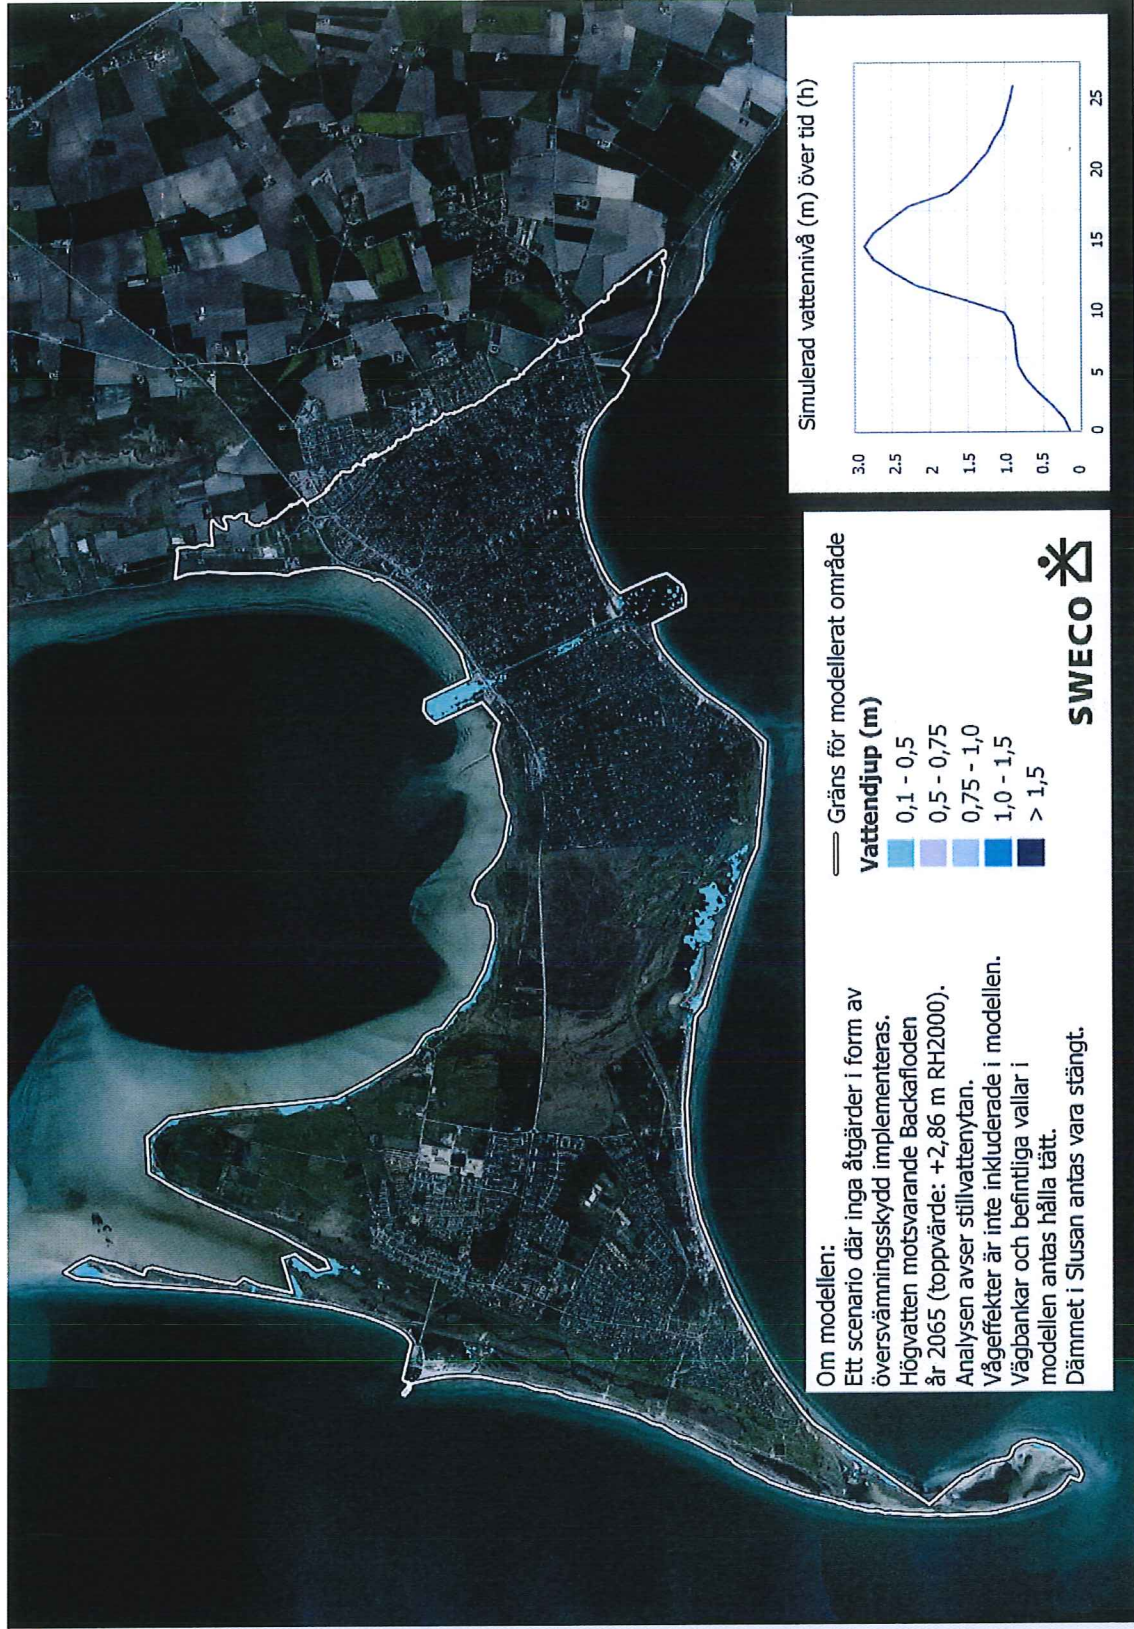 Om modellen:
Ett scenario där inga åtgärder i form av
översvämningsskydd implementeras.
Högvatten motsvarande Backafloden
år 2065 (toppvärde: +2,86 m RH2000).
Analysen avser stillvattenytan.
Vågeffekter är inte inkluderade i modellen.
Vägbankar och befintliga vallar i
modellen antas hålla tätt.
Dämmet i Slusan antas vara stängt.
Gräns för modellerat område
Vattendjup (m)
0,1 - 0,5
0,5 - 0,75
0,75 - 1,0
1,0 - 1,5
> 1,5
SWECO
Simulerad vattennivå (m) över tid (h)
3.0
2.5
2
1.5
1.0
0.5
0
0 5 10 15 20 25